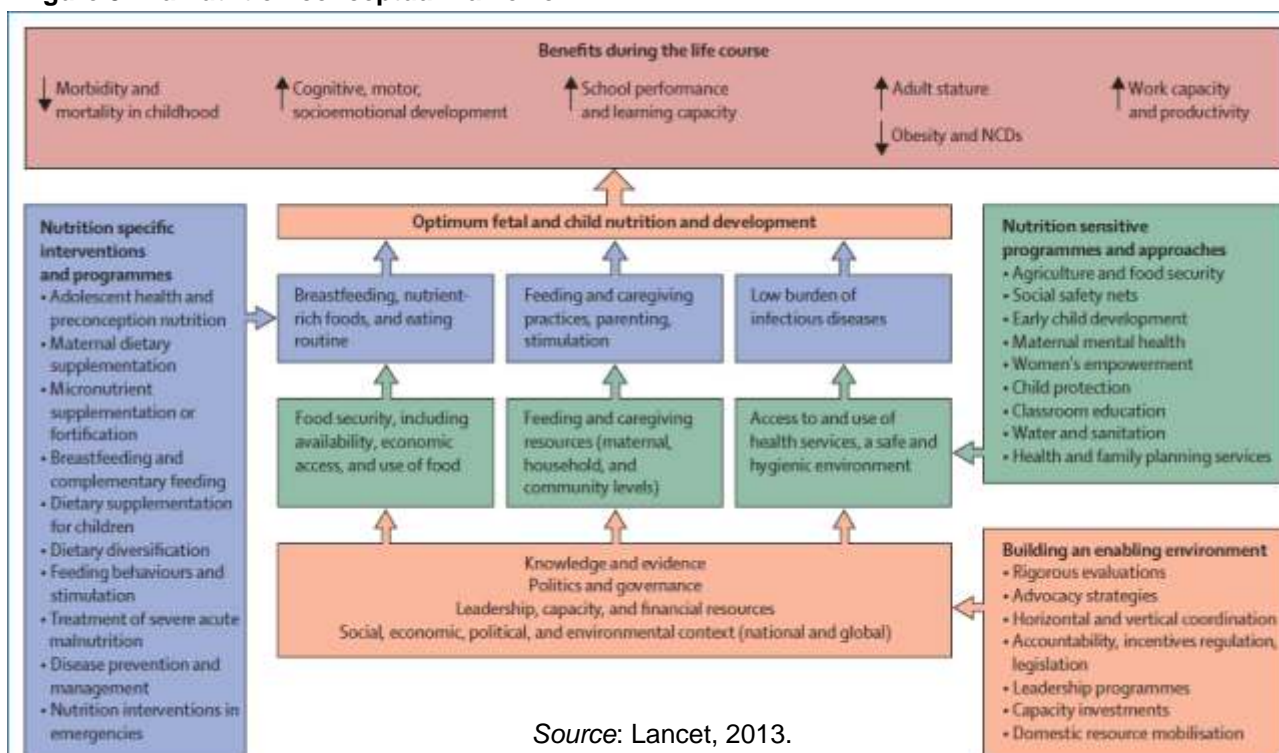 Benefits during the life course
Morbidity and
mortality in childhood
Cognitive, motor,
socioemotional development
School performance
and learning capacity
Adult stature
Obesity and NCDs
Work capacity
and productivity
Optimum fetal and child nutrition and development
Nutrition specific
interventions
and programmes
• Adolescent health and
preconception nutrition
• Maternal dietary
supplementation
• Micronutrient
supplementation or
fortification
• Breastfeeding and
complementary feeding
• Dietary supplementation
for children
• Dietary diversification
• Feeding behaviours and
stimulation
• Treatment of severe acute
malnutrition
• Disease prevention and
management
• Nutrition interventions in
emergencies
Breastfeeding, nutrient-
rich foods, and eating
routine
Feeding and caregiving
practices, parenting,
stimulation
Low burden of
infectious diseases
Food security, including
availability, economic
access, and use of food
Feeding and caregiving
resources (maternal,
household, and
community levels)
Access to and use of
health services, a safe and
hygienic environment
Knowledge and evidence
Politics and governance
Leadership, capacity, and financial resources
Social, economic, political, and environmental context (national and global)
Nutrition sensitive
programmes and approaches
• Agriculture and food security
• Social safety nets
• Early child development
• Maternal mental health
• Women's empowerment
• Child protection
• Classroom education
• Water and sanitation
• Health and family planning services
Building an enabling environment
• Rigorous evaluations
• Advocacy strategies
• Horizontal and vertical coordination
• Accountability, incentives regulation,
legislation
• Leadership programmes
• Capacity investments
• Domestic resource mobilisation
Source: Lancet, 2013.